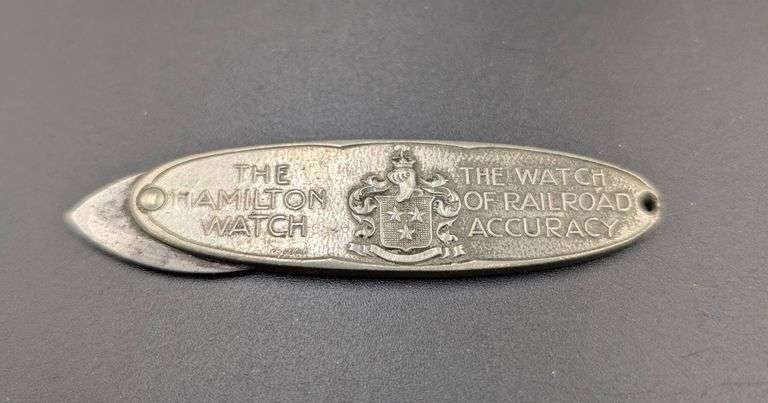 THE
HAMILTON
WATCH
THE WATCH
OF RAILROAD
ACCURACY